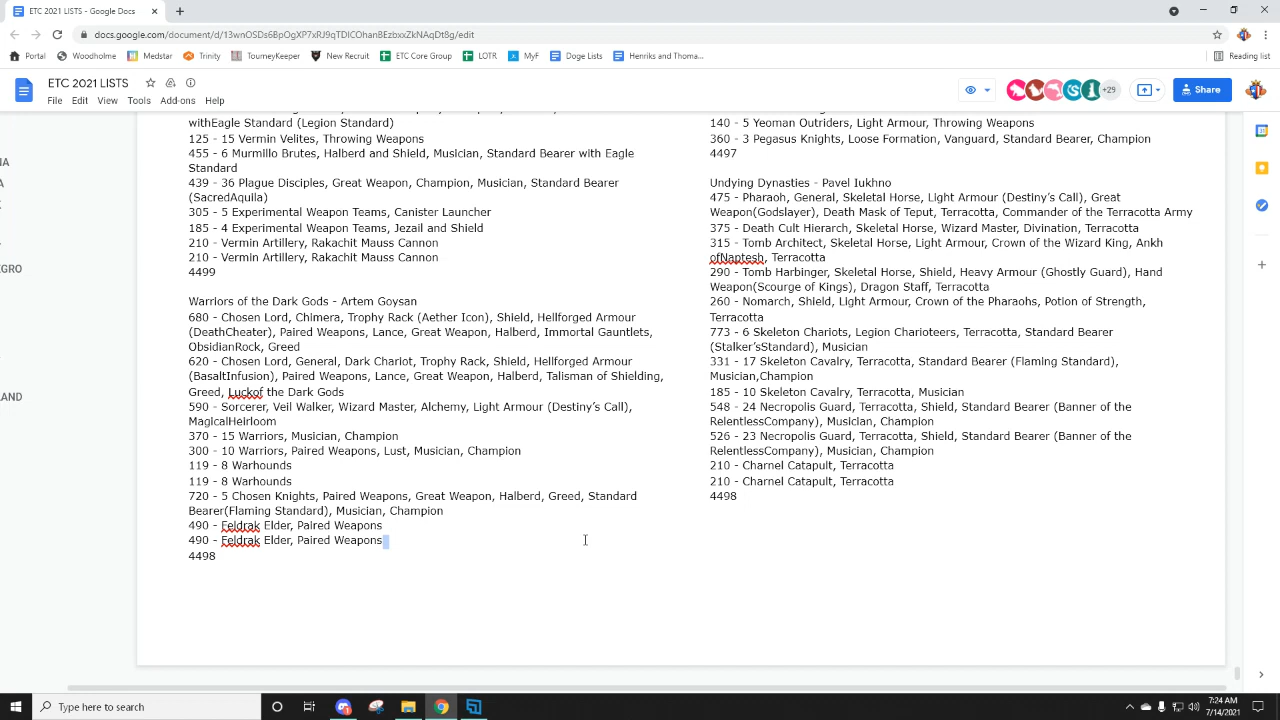 ETC 2021 LISTS - Google Docs
docs.google.com/document/d/13wnOSDs6BpOgXP7xRJ9qTDlCOhan8EzbxxZkNAqDt8g/edit
Portal
Woodholme
Medstar
Trinity
TourneyKeeper
New Recruit
ETC Core Group
LOTR
MyF
Doge Lists
Henriks and Thoma...
Reading list
ETC 2021 LISTS
File Edit View Tools Add-ons Help
+29
Share
NIA
A
EGRO
LAND
withEagle Standard (Legion Standard)
125 - 15 Vermin Velites, Throwing Weapons
455 - 6 Murmillo Brutes, Halberd and Shield, Musician, Standard Bearer with Eagle
Standard
439 - 36 Plague Disciples, Great Weapon, Champion, Musician, Standard Bearer
(SacredAquila)
305 - 5 Experimental Weapon Teams, Canister Launcher
185 - 4 Experimental Weapon Teams, Jezail and Shield
210 - Vermin Artillery, Rakachit Mauss Cannon
210 - Vermin Artillery, Rakachit Mauss Cannon
4499
Warriors of the Dark Gods - Artem Goysan
680 - Chosen Lord, Chimera, Trophy Rack (Aether Icon), Shield, Hellforged Armour
(DeathCheater), Paired Weapons, Lance, Great Weapon, Halberd, Immortal Gauntlets,
ObsidianRock, Greed
620 - Chosen Lord, General, Dark Chariot, Trophy Rack, Shield, Hellforged Armour
(BasaltInfusion), Paired Weapons, Lance, Great Weapon, Halberd, Talisman of Shielding,
Greed, Luckof the Dark Gods
590 - Sorcerer, Veil Walker, Wizard Master, Alchemy, Light Armour (Destiny's Call),
MagicalHeirloom
370 - 15 Warriors, Musician, Champion
300 - 10 Warriors, Paired Weapons, Lust, Musician, Champion
119 - 8 Warhounds
119 - 8 Warhounds
720 - 5 Chosen Knights, Paired Weapons, Great Weapon, Halberd, Greed, Standard
Bearer(Flaming Standard), Musician, Champion
490 - Feldrak Elder, Paired Weapons
490 - Feldrak Elder, Paired Weapons
4498
140 - 5 Yeoman Outriders, Light Armour, Throwing Weapons
360 - 3 Pegasus Knights, Loose Formation, Vanguard, Standard Bearer, Champion
4497
Undying Dynasties - Pavel Iukhno
475 - Pharaoh, General, Skeletal Horse, Light Armour (Destiny's Call), Great
Weapon(Godslayer), Death Mask of Teput, Terracotta, Commander of the Terracotta Army
375 - Death Cult Hierarch, Skeletal Horse, Wizard Master, Divination, Terracotta
315 - Tomb Architect, Skeletal Horse, Light Armour, Crown of the Wizard King, Ankh
ofNaptesh, Terracotta
290 - Tomb Harbinger, Skeletal Horse, Shield, Heavy Armour (Ghostly Guard), Hand
Weapon(Scourge of Kings), Dragon Staff, Terracotta
260 - Nomarch, Shield, Light Armour, Crown of the Pharaohs, Potion of Strength,
Terracotta
773 - 6 Skeleton Chariots, Legion Charioteers, Terracotta, Standard Bearer
(Stalker'sStandard), Musician
331 - 17 Skeleton Cavalry, Terracotta, Standard Bearer (Flaming Standard),
Musician,Champion
185 - 10 Skeleton Cavalry, Terracotta, Musician
548 - 24 Necropolis Guard, Terracotta, Shield, Standard Bearer (Banner of the
RelentlessCompany), Musician, Champion
526 - 23 Necropolis Guard, Terracotta, Shield, Standard Bearer (Banner of the
RelentlessCompany), Musician, Champion
210 - Charnel Catapult, Terracotta
210 - Charnel Catapult, Terracotta
4498
Type here to search
7:24 AM
7/14/2021